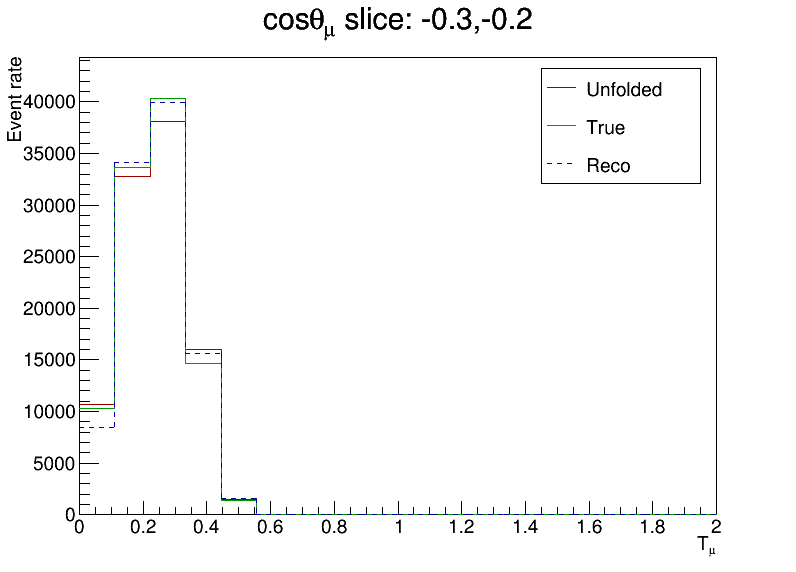 cosθμ slice: -0.3,-0.2
Event rate
40000
35000
30000
25000
20000
15000
10000
5000
0
Unfolded
True
Reco
0 0.2 0.4 0.6 0.8 1 1.2 1.4 1.6 1.8 2
Tμ